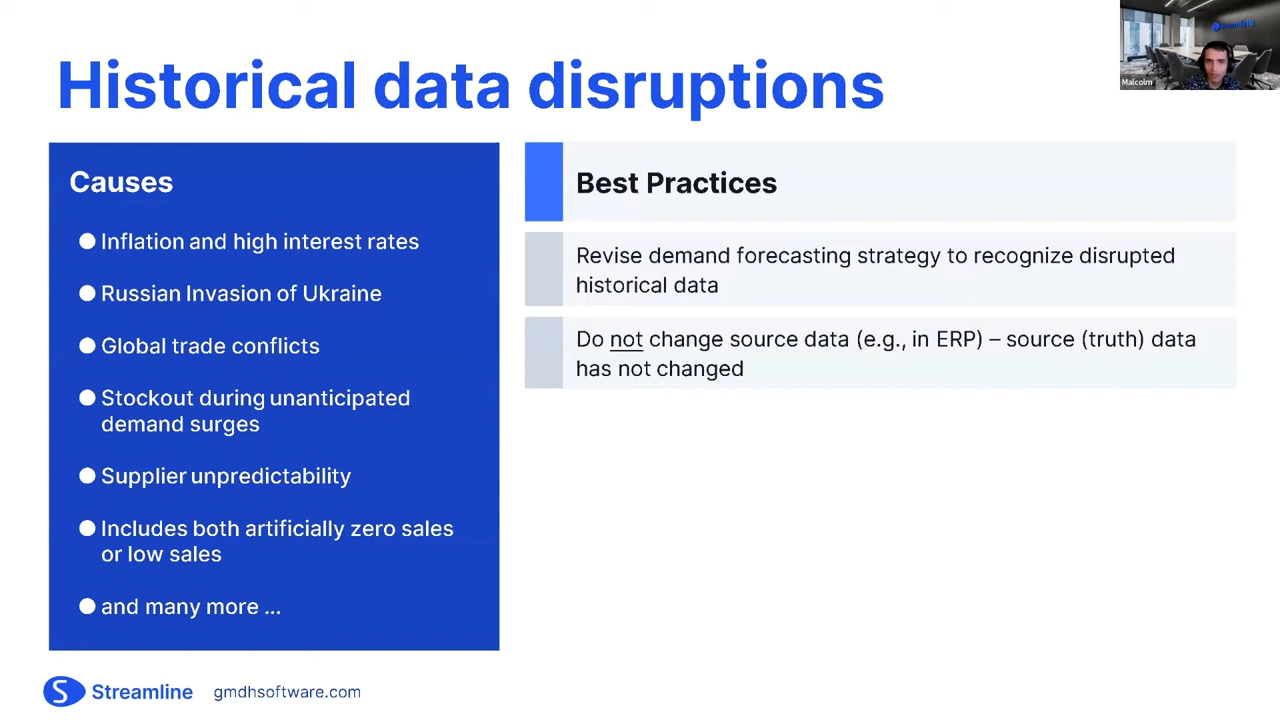 Historical data disruptions
streamline
Malcolm
Causes
Inflation and high interest rates
Russian Invasion of Ukraine
Global trade conflicts
Stockout during unanticipated
demand surges
Supplier unpredictability
Includes both artificially zero sales
or low sales
and many more ...
Best Practices
Revise demand forecasting strategy to recognize disrupted
historical data
Do not change source data (e.g., in ERP) – source (truth) data
has not changed
S Streamline gmdhsoftware.com